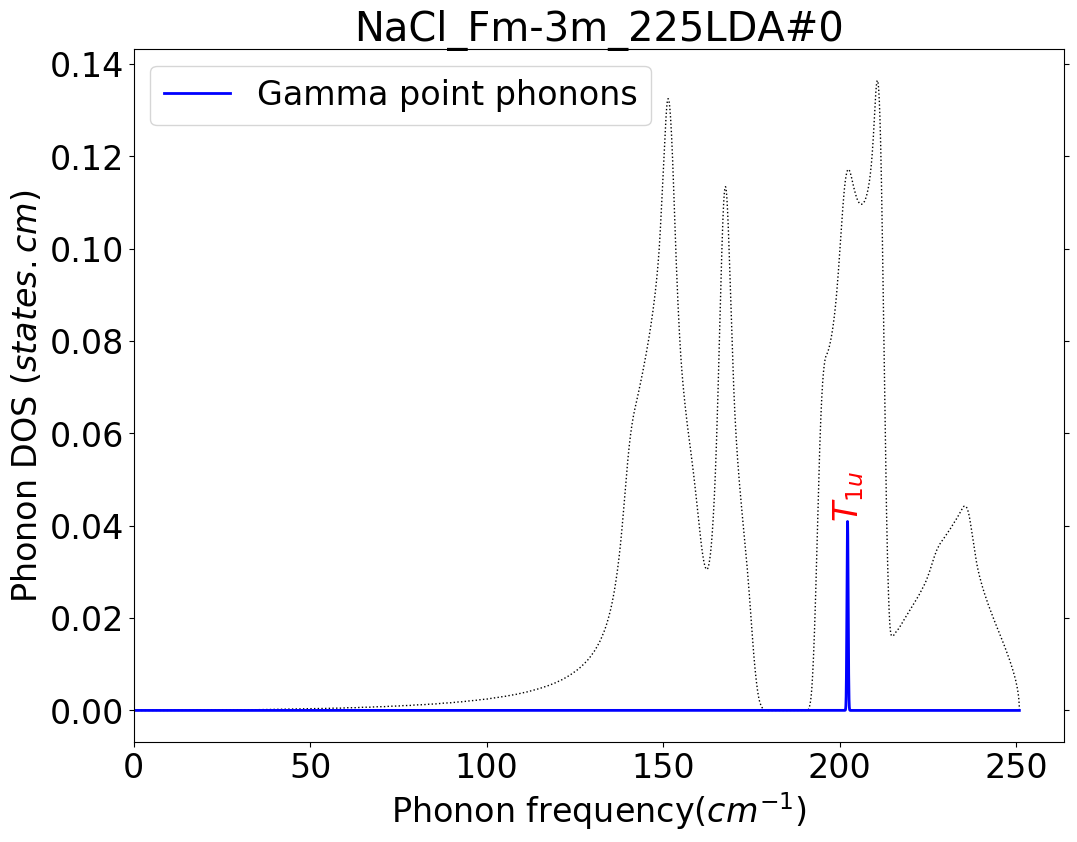 NaCl_Fm-3m_225LDA#0
Gamma point phonons
Phonon DOS (states.cm)
0.14
0.12
0.10
0.08
0.06
0.04
0.02
0.00
T1u
0 50 100 150 200 250
Phonon frequency(cm⁻¹)